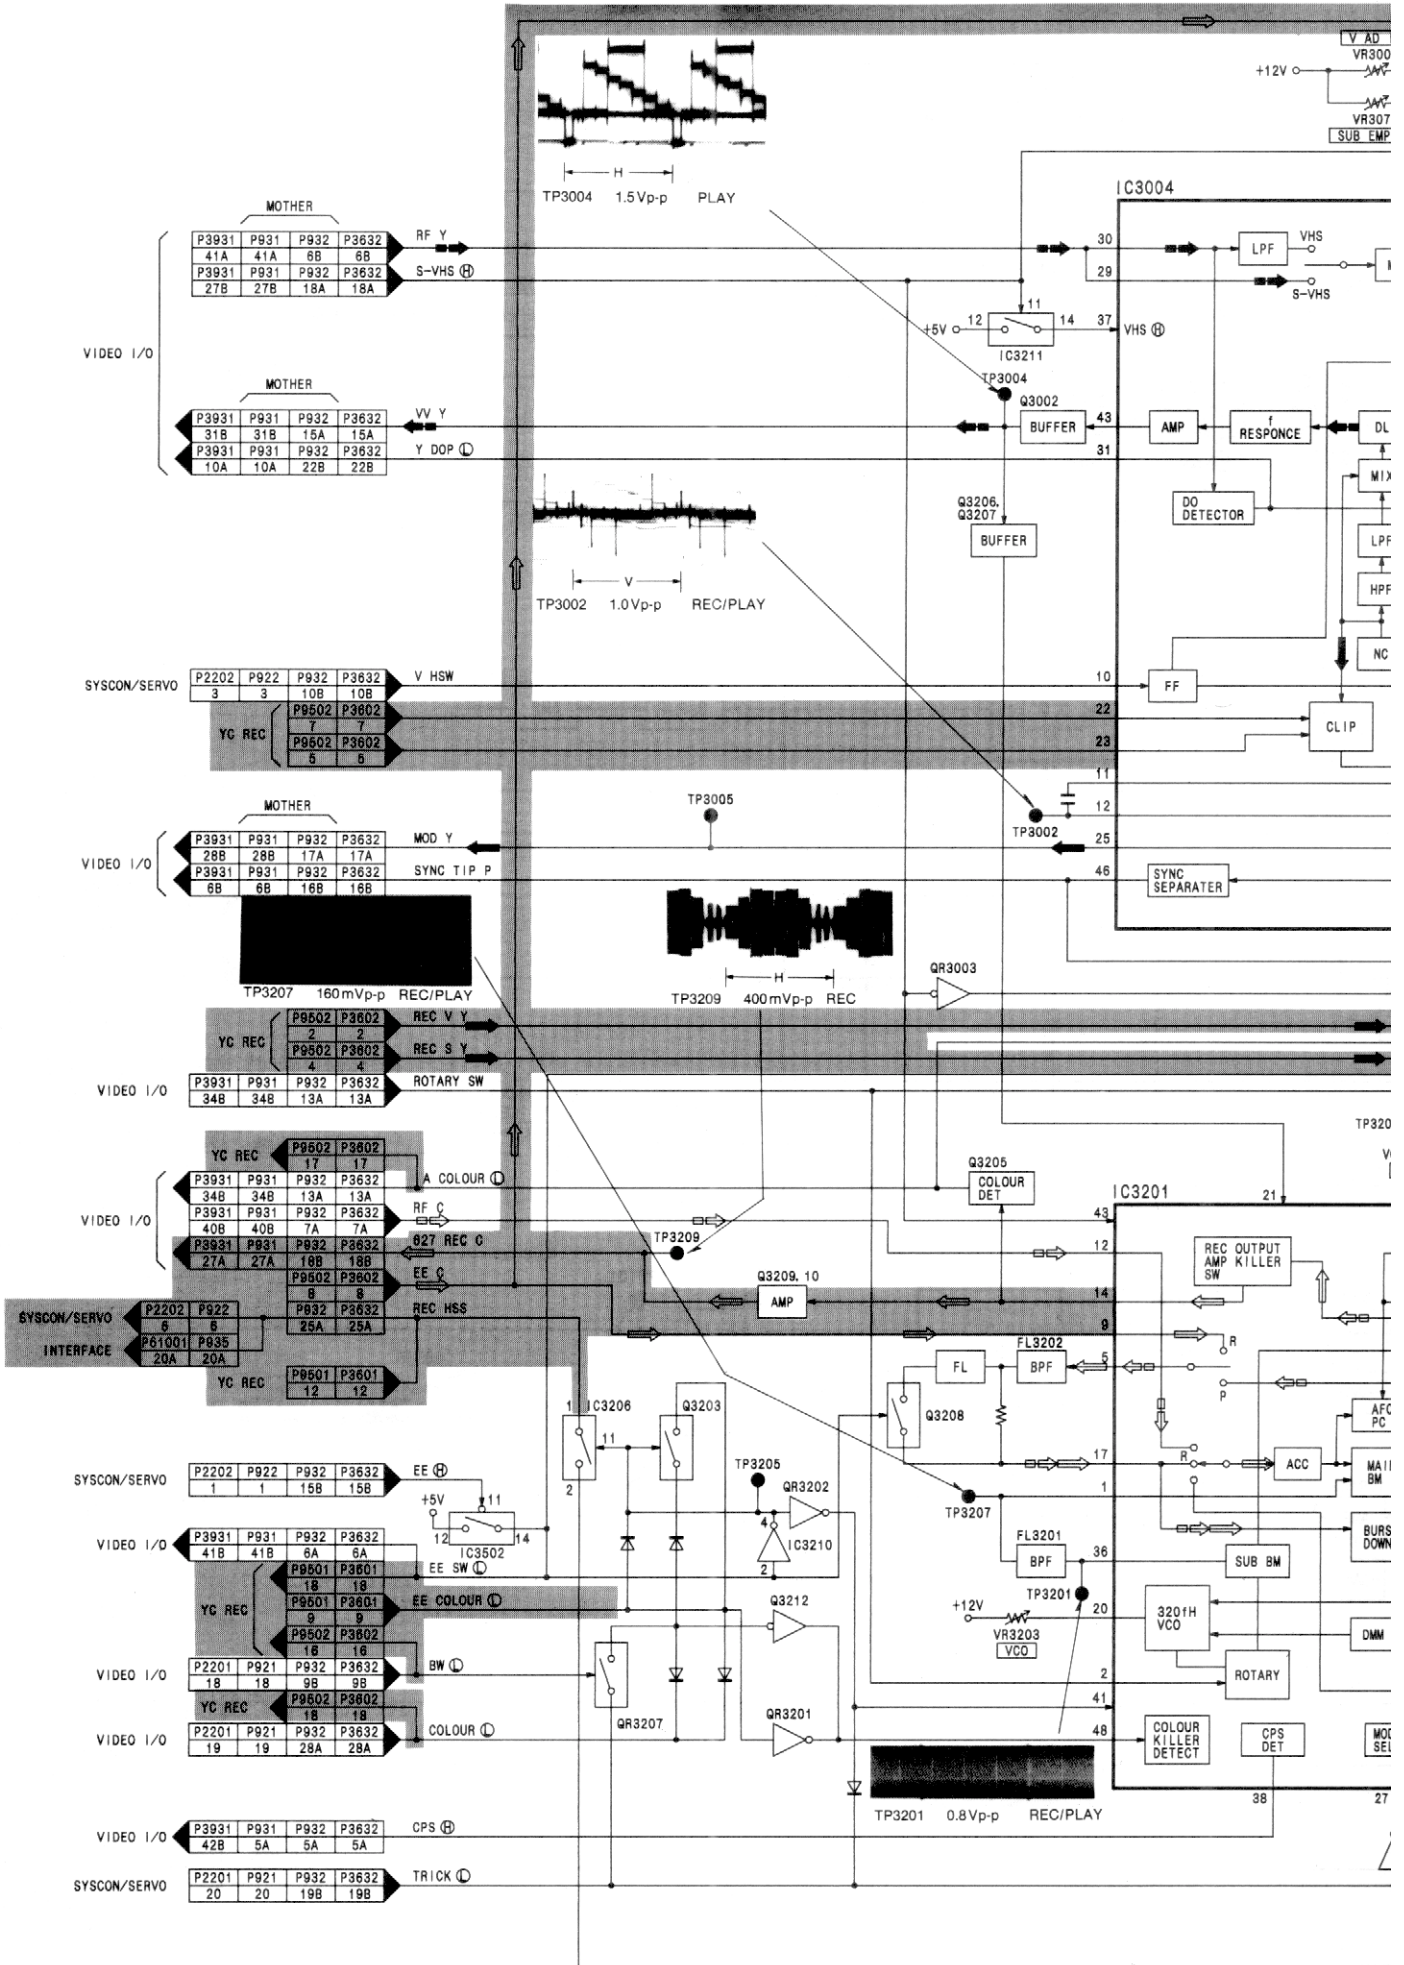 V AD
VR300
+12V
VR307
SUB EMP
H
TP3004 1.5Vp-p PLAY
IC3004
MOTHER
P3931 P931 P932 P3632 RF Y
41A 41A 6B 6B
P3931 P931 P932 P3632 S-VHS Ⓗ
27B 27B 18A 18A
30 LPF VHS
29
S-VHS
VIDEO I/O
11
+5V 12 14 37 VHS Ⓗ
IC3211
MOTHER
TP3004
Q3002
P3931 P931 P932 P3632 VV Y
31B 31B 15A 15A
P3931 P931 P932 P3632 Y DOP Ⓛ
10A 10A 22B 22B
BUFFER 43 AMP f RESPONCE DL
31
MIX
Q3206,
Q3207
BUFFER
DO
DETECTOR
LPF
HPF
NC
V
TP3002 1.0Vp-p REC/PLAY
SYSCON/SERVO P2202 P922 P932 P3632 V HSW 10 FF
3 3 10B 10B
YC REC P9502 P3602 22
7 7
P9502 P3602 23
5 5
CLIP
11
12
TP3005
TP3002
MOTHER
VIDEO I/O
P3931 P931 P932 P3632 MOD Y 25
28B 28B 17A 17A
P3931 P931 P932 P3632 SYNC TIP P 46
6B 6B 16B 16B
SYNC
SEPARATER
H
TP3207 160mVp-p REC/PLAY
TP3209 400mVp-p REC
QR3003
YC REC P9502 P3602 REC V Y
2 2
P9502 P3602 REC S Y
4 4
VIDEO I/O P3931 P931 P932 P3632 ROTARY SW
34B 34B 13A 13A
TP320
YC REC P9502 P3602
17 17
VIDEO I/O
P3931 P931 P932 P3632 A COLOUR Ⓛ
34B 34B 13A 13A
P3931 P931 P932 P3632 RF C
40B 40B 7A 7A
P3931 P931 P932 P3632 627 REC C
27A 27A 18B 18B
P9502 P3602 EE C
8 8
Q3205
COLOUR
DET
IC3201 21
43
TP3209 12
REC OUTPUT
AMP KILLER
SW
Q3209,10
AMP 14
9
SYSCON/SERVO P2202 P922 P932 P3632 REC HSS
6 6 25A 25A
INTERFACE P61001 P935
20A 20A
YC REC P9501 P3601
12 12
FL3202
FL BPF 5 R
P
Q3208
AFC
PC
1 IC3206 Q3203
11
2
17 R ACC MAIN
BM
1
TP3207
SYSCON/SERVO P2202 P922 P932 P3632 EE Ⓗ
1 1 15B 15B
+5V 11
12 14
IC3502
TP3205
QR3202
4
IC3210
2
FL3201
BPF 36 SUB BM
BURS
DOWN
VIDEO I/O P3931 P931 P932 P3632
41B 41B 6A 6A
YC REC
P9501 P3601 EE SW Ⓛ
18 18
P9501 P3601 EE COLOUR Ⓛ
9 9
P9502 P3602
16 16
TP3201
+12V 20
VR3203
VCO
320fH
VCO
DMM
Q3212
VIDEO I/O P2201 P921 P932 P3632 BW Ⓛ
18 18 9B 9B
YC REC P9502 P3602
18 18
VIDEO I/O P2201 P921 P932 P3632 COLOUR Ⓛ
19 19 28A 28A
QR3207 QR3201
2
ROTARY
41
48
COLOUR
KILLER
DETECT
CPS
DET
MOD
SEL
38 27
TP3201 0.8Vp-p REC/PLAY
VIDEO I/O P3931 P931 P932 P3632 CPS Ⓗ
42B 5A 5A 5A
SYSCON/SERVO P2201 P921 P932 P3632 TRICK Ⓛ
20 20 19B 19B